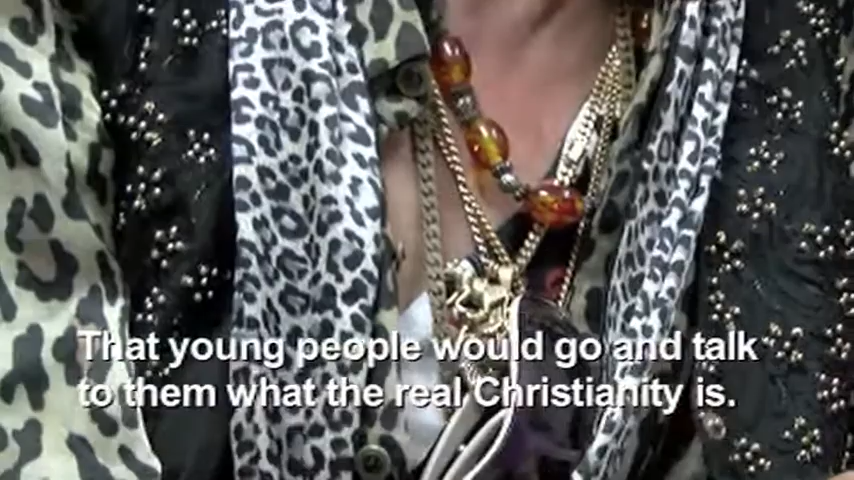 That young people would go and talk
to them what the real Christianity is.